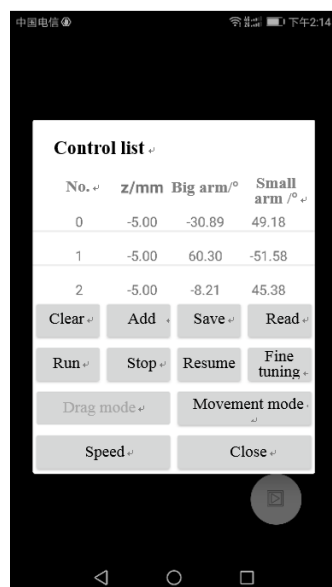 中国电信 下午2:14
Control list
No. z/mm Big arm/° Small arm /°
0 -5.00 -30.89 49.18
1 -5.00 60.30 -51.58
2 -5.00 -8.21 45.38
Clear Add Save Read
Run Stop Resume Fine tuning
Drag mode Movement mode
Speed Close